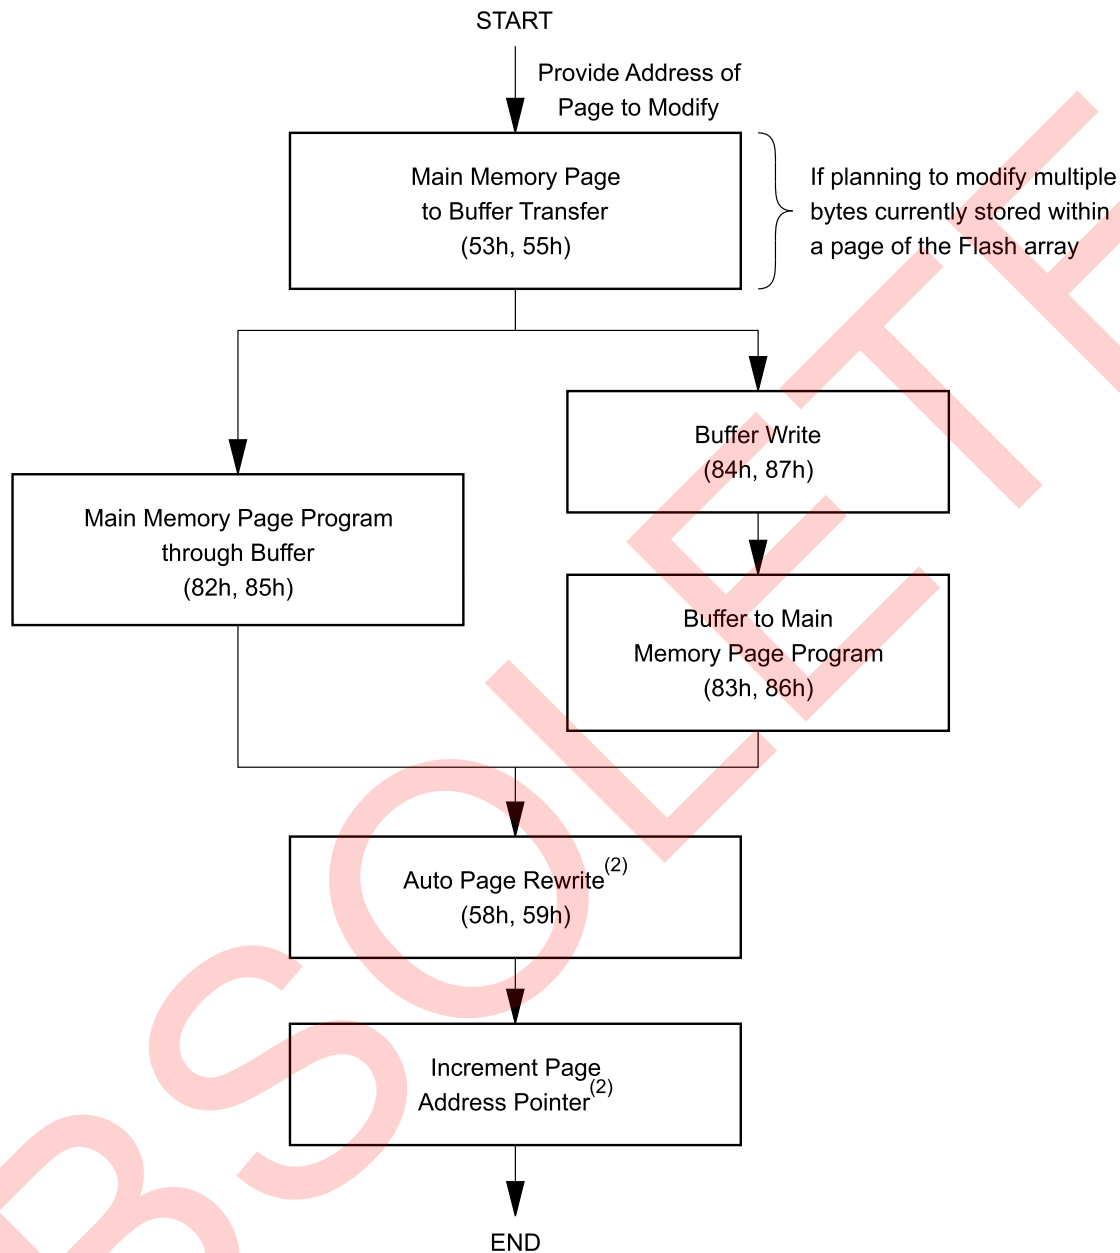 START
Provide Address of
Page to Modify
Main Memory Page
to Buffer Transfer
(53h, 55h)
If planning to modify multiple
bytes currently stored within
a page of the Flash array
Buffer Write
(84h, 87h)
Main Memory Page Program
through Buffer
(82h, 85h)
Buffer to Main
Memory Page Program
(83h, 86h)
Auto Page Rewrite(2)
(58h, 59h)
Increment Page
Address Pointer(2)
END
BSOLETE